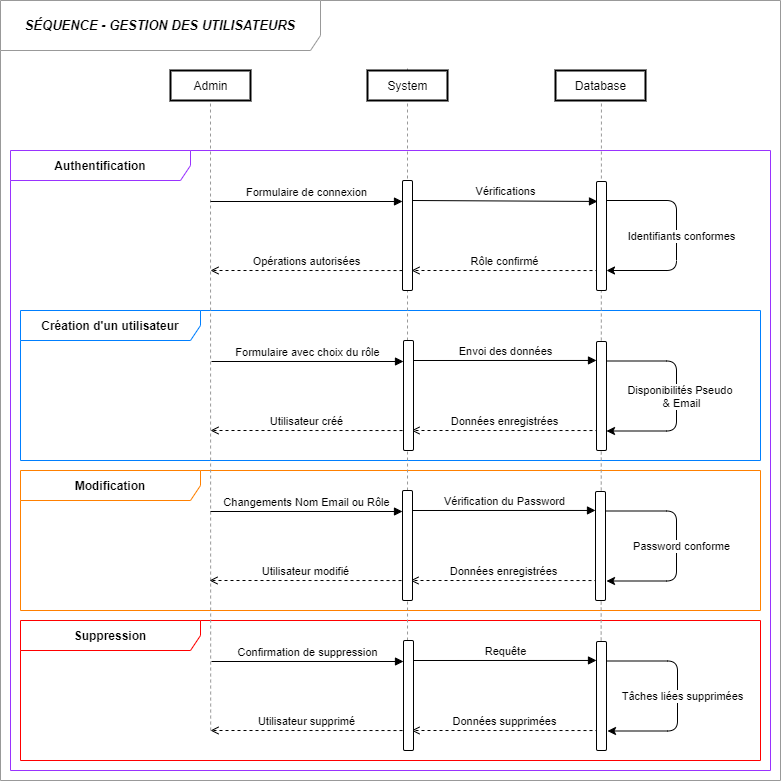 SÉQUENCE - GESTION DES UTILISATEURS
Admin
System
Database
Authentification
Formulaire de connexion
Vérifications
Identifiants conformes
Opérations autorisées
Rôle confirmé
Création d'un utilisateur
Formulaire avec choix du rôle
Envoi des données
Disponibilités Pseudo
& Email
Utilisateur créé
Données enregistrées
Modification
Changements Nom Email ou Rôle
Vérification du Password
Password conforme
Utilisateur modifié
Données enregistrées
Suppression
Confirmation de suppression
Requête
Tâches liées supprimées
Utilisateur supprimé
Données supprimées